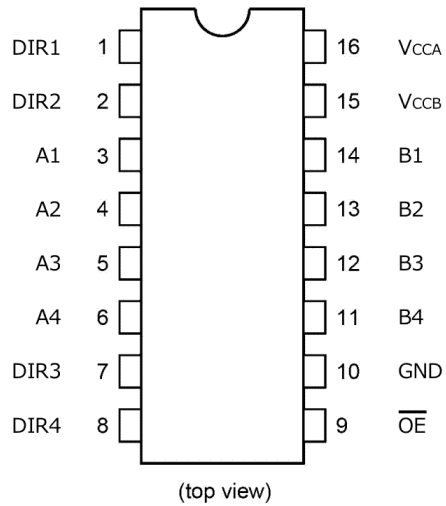 DIR1 1 16 VCCA
DIR2 2 15 VCCB
A1 3 14 B1
A2 4 13 B2
A3 5 12 B3
A4 6 11 B4
DIR3 7 10 GND
DIR4 8 9 O̅E̅
(top view)